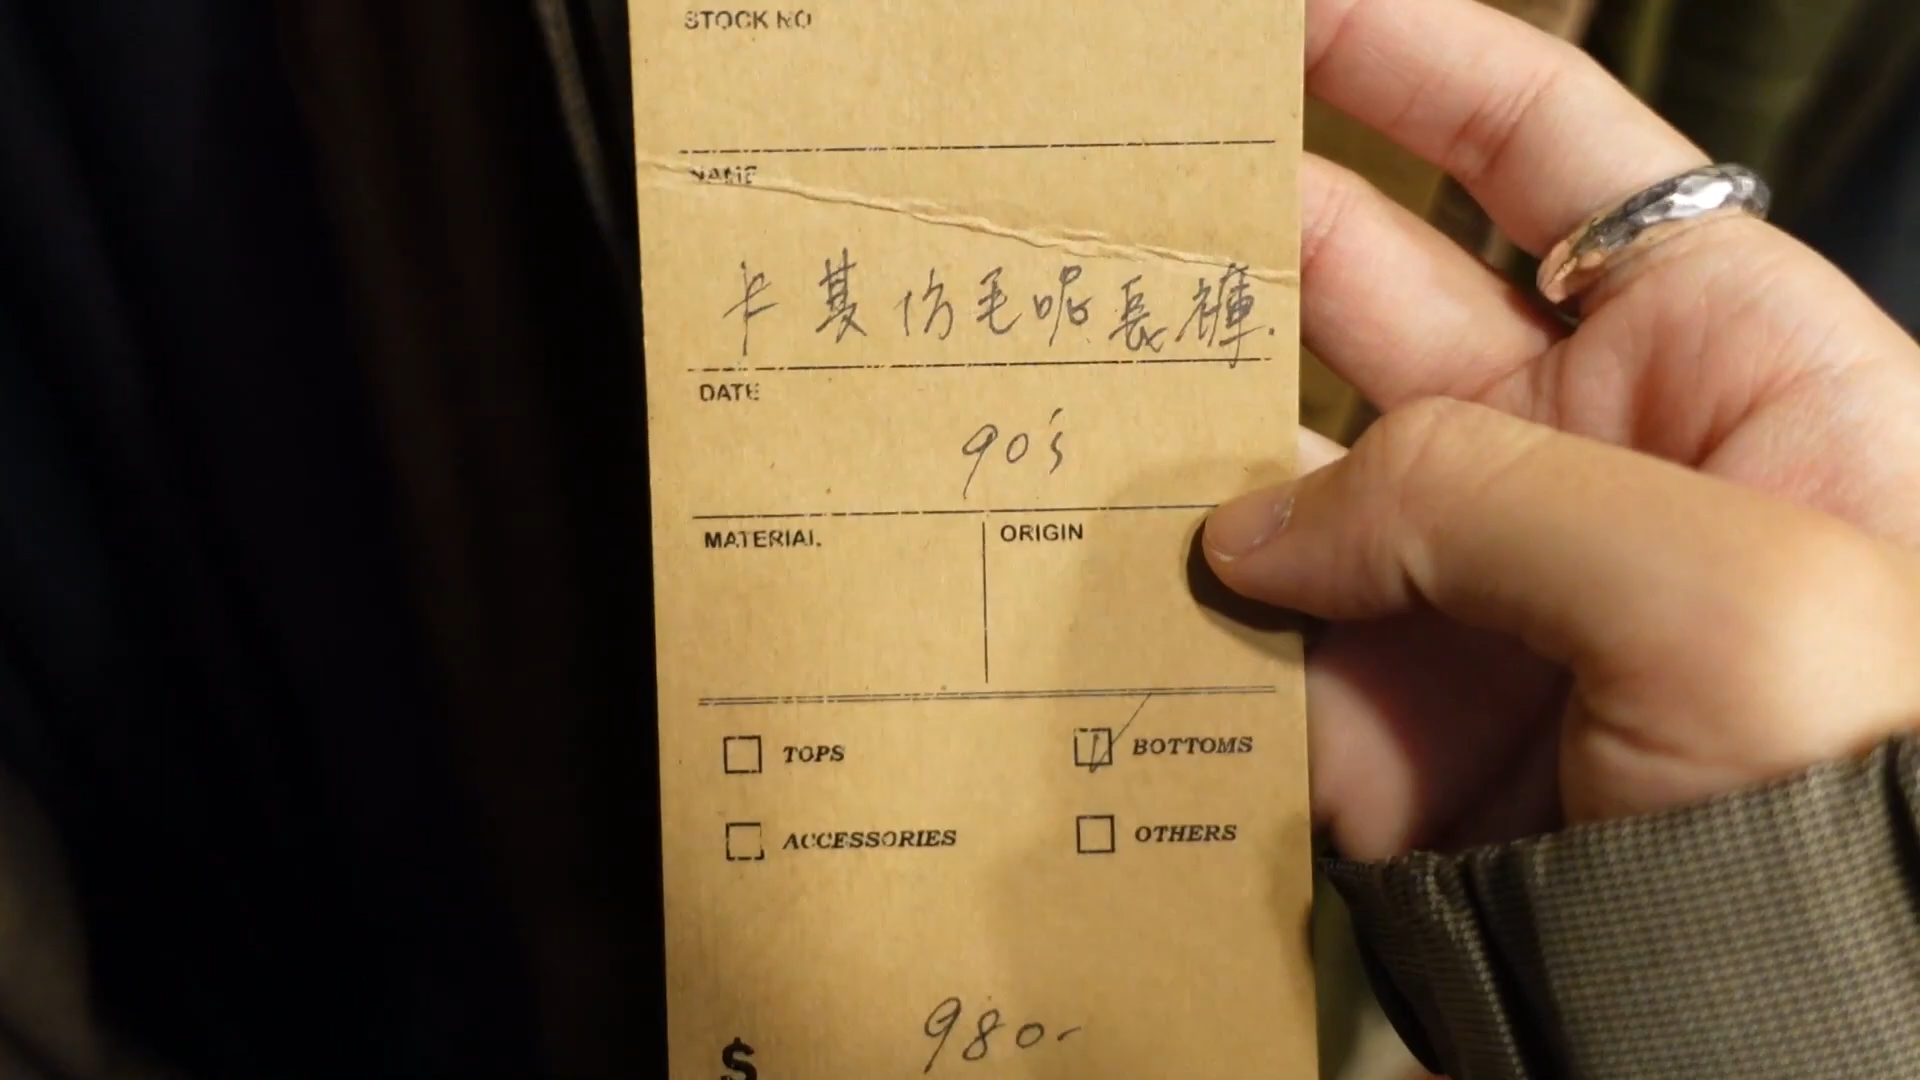 STOCK NO
NAME
卡其仿毛呢長褲.
DATE
90's
MATERIAL
ORIGIN
TOPS
BOTTOMS
ACCESSORIES
OTHERS
$ 980-